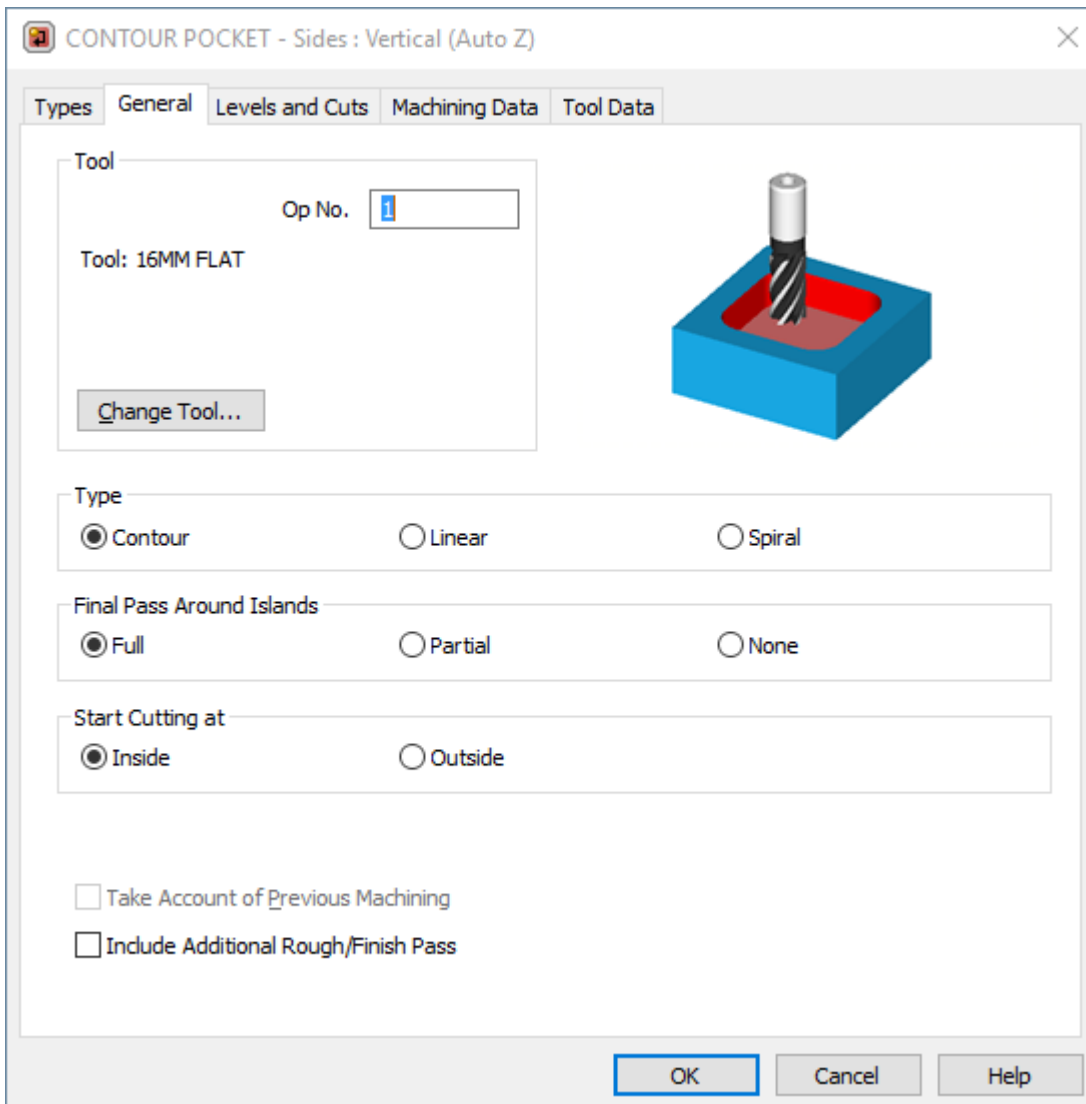 CONTOUR POCKET - Sides : Vertical (Auto Z)
Types General Levels and Cuts Machining Data Tool Data
Tool
Op No. 1
Tool: 16MM FLAT
Change Tool...
Type
Contour Linear Spiral
Final Pass Around Islands
Full Partial None
Start Cutting at
Inside Outside
Take Account of Previous Machining
Include Additional Rough/Finish Pass
OK Cancel Help